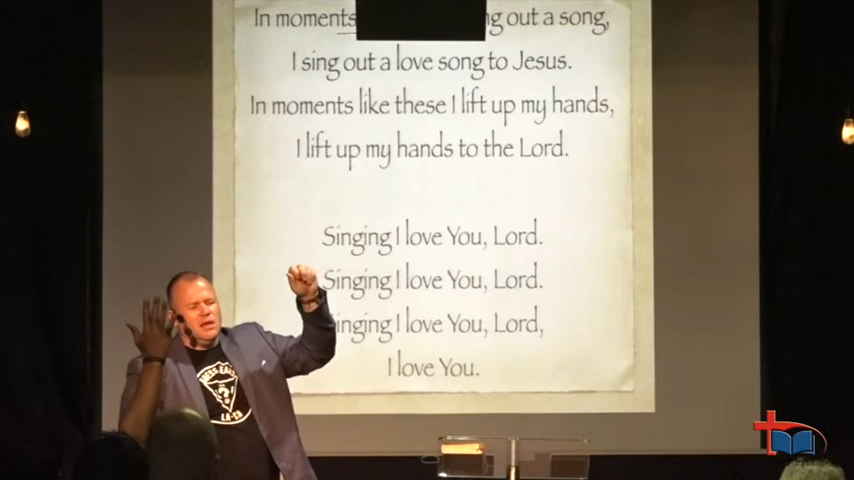 In moments ng out a song,
I sing out a love song to Jesus.
In moments like these I lift up my hands,
I lift up my hands to the Lord.
Singing I love You, Lord.
Singing I love You, Lord.
Singing I love You, Lord,
I love You.